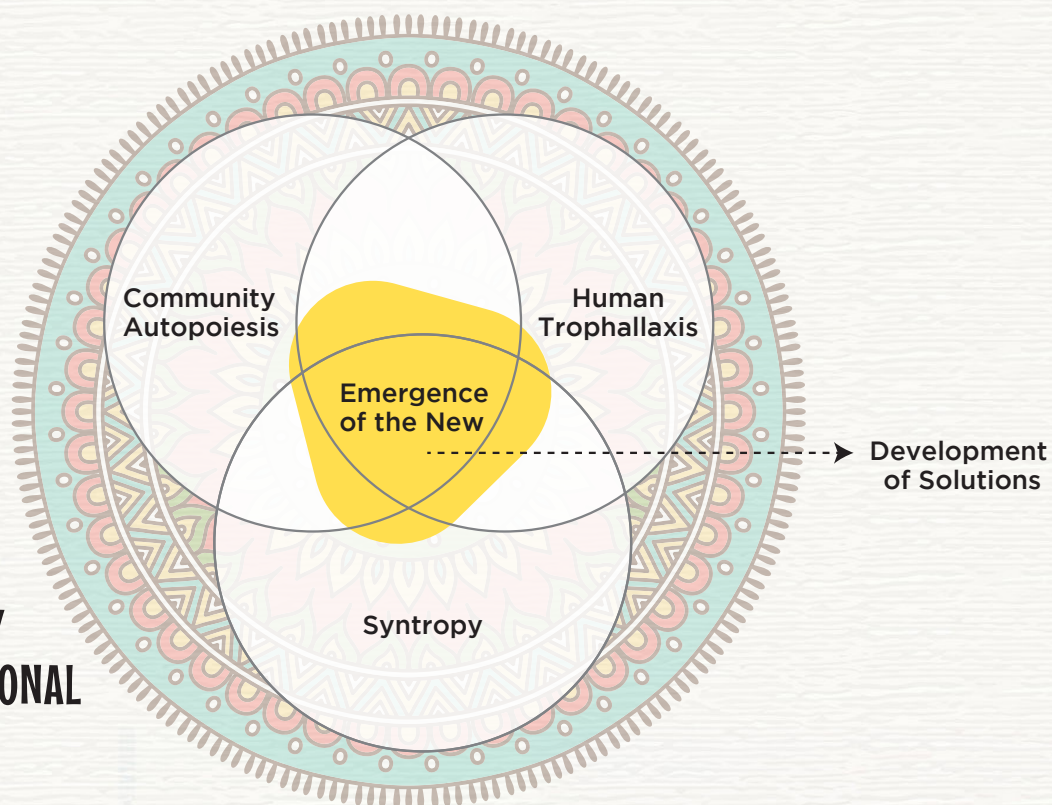 Community
Autopoiesis
Human
Trophallaxis
Emergence
of the New
Development
of Solutions
Syntropy
ONAL